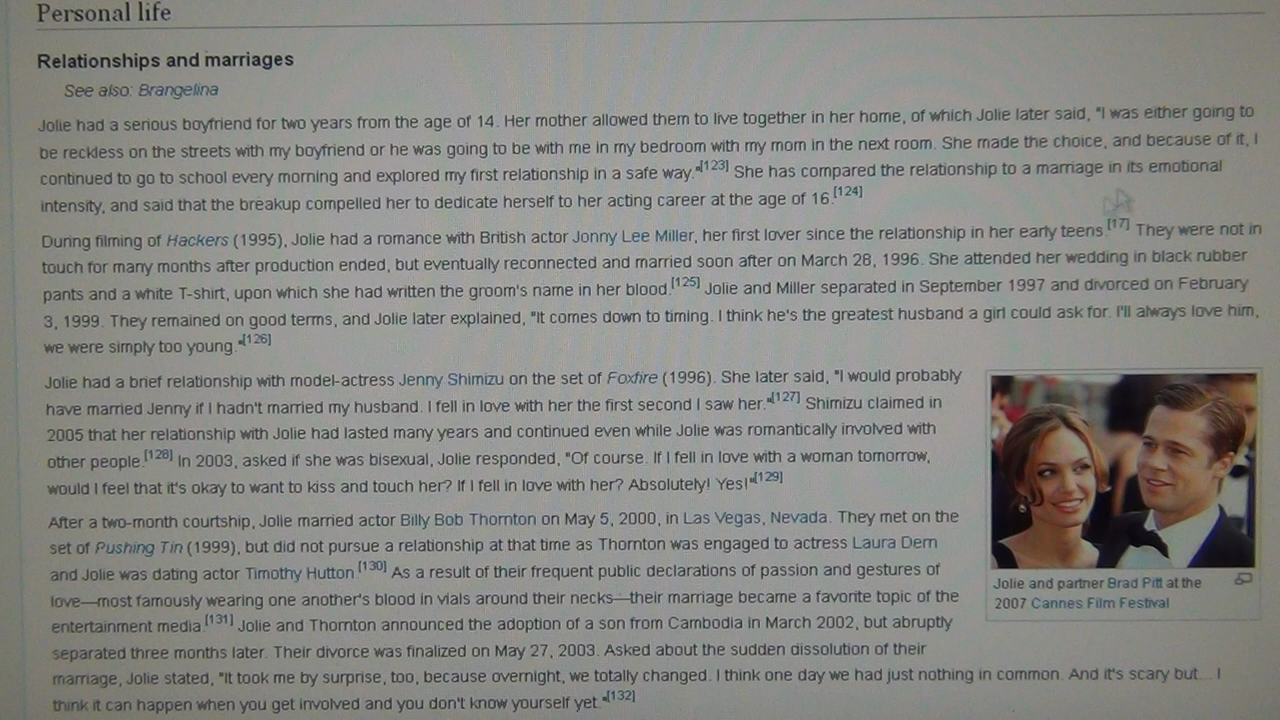 Personal life
Relationships and marriages
See also: Brangelina
Jolie had a serious boyfriend for two years from the age of 14. Her mother allowed them to live together in her home, of which Jolie later said, "I was either going to
be reckless on the streets with my boyfriend or he was going to be with me in my bedroom with my mom in the next room. She made the choice, and because of it, I
continued to go to school every morning and explored my first relationship in a safe way."[123] She has compared the relationship to a marriage in its emotional
intensity, and said that the breakup compelled her to dedicate herself to her acting career at the age of 16.[124]
During filming of Hackers (1995), Jolie had a romance with British actor Jonny Lee Miller, her first lover since the relationship in her early teens.[17] They were not in
touch for many months after production ended, but eventually reconnected and married soon after on March 28, 1996. She attended her wedding in black rubber
pants and a white T-shirt, upon which she had written the groom's name in her blood.[125] Jolie and Miller separated in September 1997 and divorced on February
3, 1999. They remained on good terms, and Jolie later explained, "It comes down to timing. I think he's the greatest husband a girl could ask for. I'll always love him,
we were simply too young."[126]
Jolie had a brief relationship with model-actress Jenny Shimizu on the set of Foxfire (1996). She later said, "I would probably
have married Jenny if I hadn't married my husband. I fell in love with her the first second I saw her."[127] Shimizu claimed in
2005 that her relationship with Jolie had lasted many years and continued even while Jolie was romantically involved with
other people.[128] In 2003, asked if she was bisexual, Jolie responded, "Of course. If I fell in love with a woman tomorrow,
would I feel that it's okay to want to kiss and touch her? If I fell in love with her? Absolutely! Yes!"[129]
After a two-month courtship, Jolie married actor Billy Bob Thornton on May 5, 2000, in Las Vegas, Nevada. They met on the
set of Pushing Tin (1999), but did not pursue a relationship at that time as Thornton was engaged to actress Laura Dern
and Jolie was dating actor Timothy Hutton.[130] As a result of their frequent public declarations of passion and gestures of
love—most famously wearing one another's blood in vials around their necks—their marriage became a favorite topic of the
entertainment media.[131] Jolie and Thornton announced the adoption of a son from Cambodia in March 2002, but abruptly
separated three months later. Their divorce was finalized on May 27, 2003. Asked about the sudden dissolution of their
marriage, Jolie stated, "It took me by surprise, too, because overnight, we totally changed. I think one day we had just nothing in common. And it's scary but... I
think it can happen when you get involved and you don't know yourself yet."[132]
Jolie and partner Brad Pitt at the
2007 Cannes Film Festival